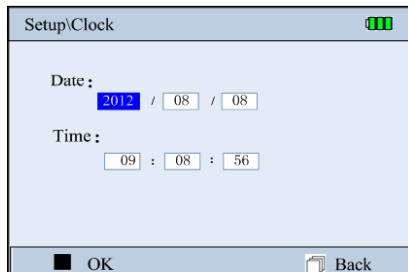 Setup\Clock
Date:
2012 / 08 / 08
Time:
09 : 08 : 56
OK Back